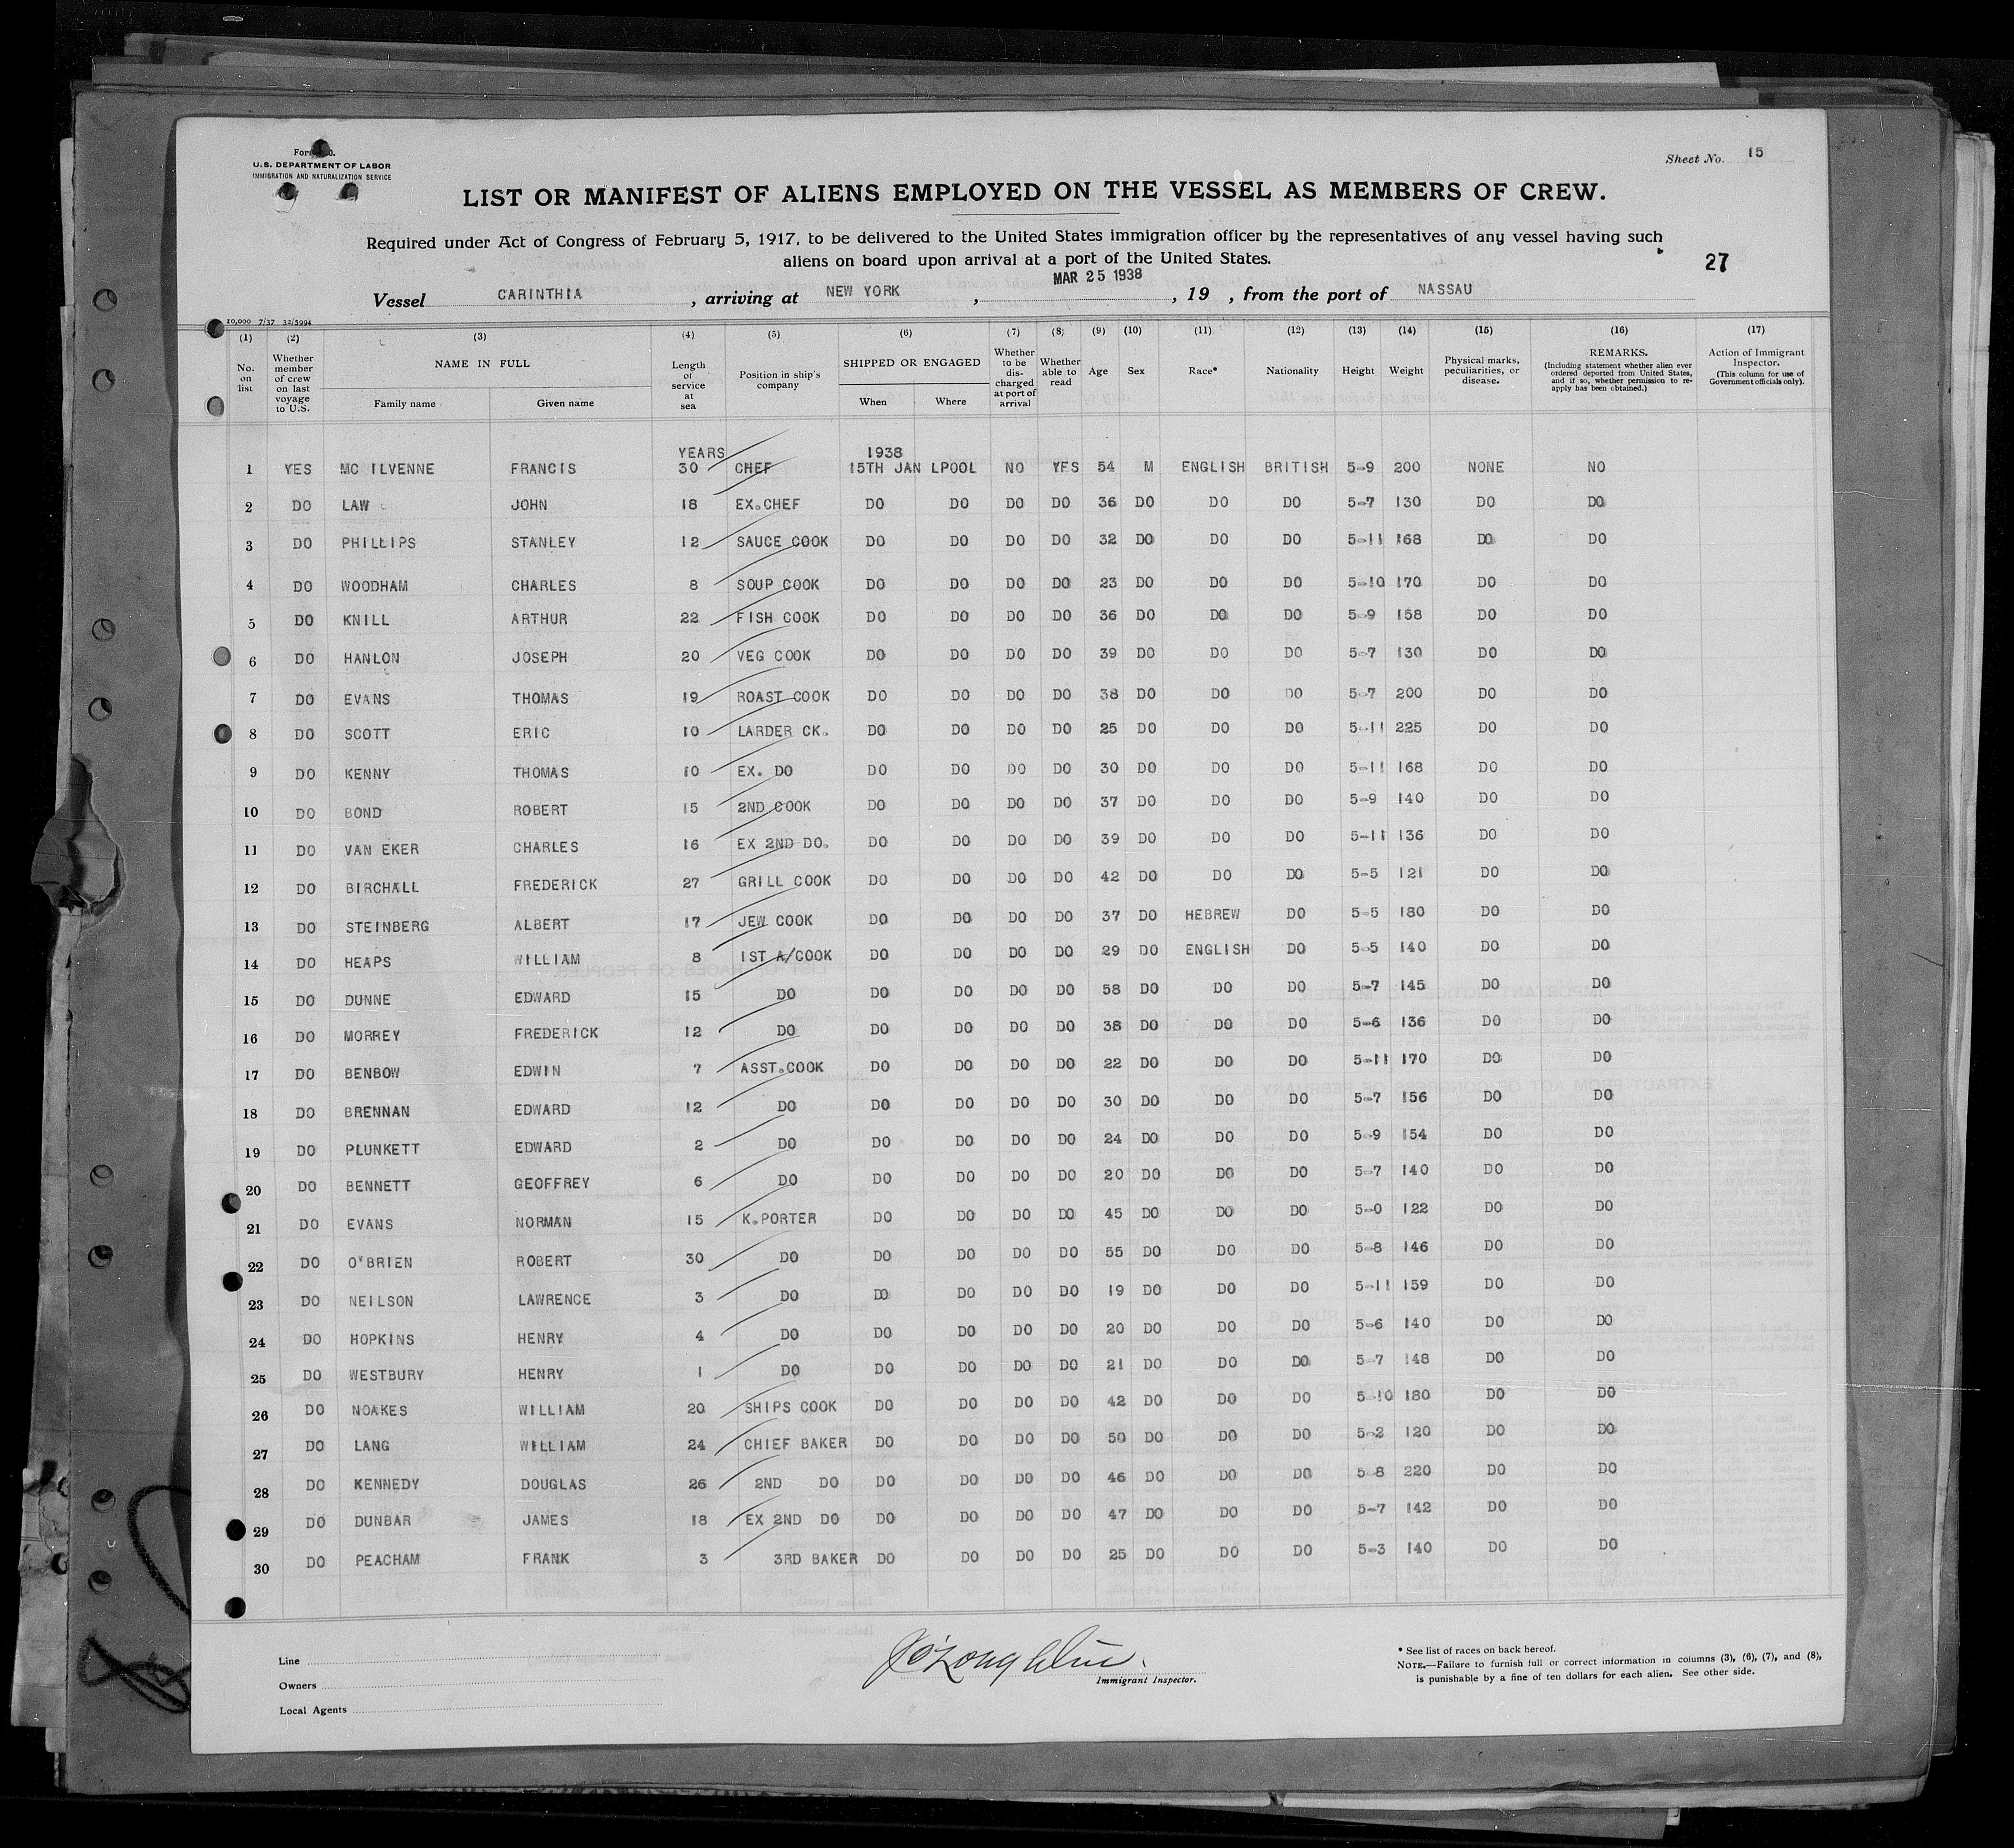 U.S. DEPARTMENT OF LABOR
IMMIGRATION AND NATURALIZATION SERVICE
Sheet No. 15
LIST OR MANIFEST OF ALIENS EMPLOYED ON THE VESSEL AS MEMBERS OF CREW.
Required under Act of Congress of February 5, 1917, to be delivered to the United States immigration officer by the representatives of any vessel having such
aliens on board upon arrival at a port of the United States.
27
Vessel CARINTHIA, arriving at NEW YORK, MAR 25 1938, 19 , from the port of NASSAU
10,000 7/37 32/5994
(1) (2) (3) (4) (5) (6) (7) (8) (9) (10) (11) (12) (13) (14) (15) (16) (17)
No. on list
Whether member of crew on last voyage to U.S.
NAME IN FULL
Family name
Given name
Length of service at sea
Position in ship's company
SHIPPED OR ENGAGED
When
Where
Whether to be discharged at port of arrival
Whether able to read
Age
Sex
Race*
Nationality
Height
Weight
Physical marks, peculiarities, or disease.
REMARKS.
(Including statement whether alien ever ordered deported from United States, and if so, whether permission to reapply has been obtained.)
Action of Immigrant Inspector.
(This column for use of Government officials only).
YEARS 1938
1 YES MC ILVENNE FRANCIS 30 CHEF 15TH JAN LPOOL NO YES 54 M ENGLISH BRITISH 5-9 200 NONE NO
2 DO LAW JOHN 18 EX.CHEF DO DO DO DO 36 DO DO DO 5-7 130 DO DO
3 DO PHILLIPS STANLEY 12 SAUCE COOK DO DO DO DO 32 DO DO DO 5-11 168 DO DO
4 DO WOODHAM CHARLES 8 SOUP COOK DO DO DO DO 23 DO DO DO 5-10 170 DO DO
5 DO KNILL ARTHUR 22 FISH COOK DO DO DO DO 36 DO DO DO 5-9 158 DO DO
6 DO HANLON JOSEPH 20 VEG COOK DO DO DO DO 39 DO DO DO 5-7 130 DO DO
7 DO EVANS THOMAS 19 ROAST COOK DO DO DO DO 38 DO DO DO 5-7 200 DO DO
8 DO SCOTT ERIC 10 LARDER CK. DO DO DO DO 25 DO DO DO 5-11 225 DO DO
9 DO KENNY THOMAS 10 EX. DO DO DO DO DO 30 DO DO DO 5-11 168 DO DO
10 DO BOND ROBERT 15 2ND COOK DO DO DO DO 37 DO DO DO 5-9 140 DO DO
11 DO VAN EKER CHARLES 16 EX 2ND DO. DO DO DO DO 39 DO DO DO 5-11 136 DO DO
12 DO BIRCHALL FREDERICK 27 GRILL COOK DO DO DO DO 42 DO DO DO 5-5 121 DO DO
13 DO STEINBERG ALBERT 17 JEW COOK DO DO DO DO 37 DO HEBREW DO 5-5 180 DO DO
14 DO HEAPS WILLIAM 8 1ST A/COOK DO DO DO DO 29 DO ENGLISH DO 5-5 140 DO DO
15 DO DUNNE EDWARD 15 DO DO DO DO DO 58 DO DO DO 5-7 145 DO DO
16 DO MORREY FREDERICK 12 DO DO DO DO DO 38 DO DO DO 5-6 136 DO DO
17 DO BENBOW EDWIN 7 ASST.COOK DO DO DO DO 22 DO DO DO 5-11 170 DO DO
18 DO BRENNAN EDWARD 12 DO DO DO DO DO 30 DO DO DO 5-7 156 DO DO
19 DO PLUNKETT EDWARD 2 DO DO DO DO DO 24 DO DO DO 5-9 154 DO DO
20 DO BENNETT GEOFFREY 6 DO DO DO DO DO 20 DO DO DO 5-7 140 DO DO
21 DO EVANS NORMAN 15 K.PORTER DO DO DO DO 45 DO DO DO 5-0 122 DO DO
22 DO O'BRIEN ROBERT 30 DO DO DO DO DO 55 DO DO DO 5-8 146 DO DO
23 DO NEILSON LAWRENCE 3 DO DO DO DO DO 19 DO DO DO 5-11 159 DO DO
24 DO HOPKINS HENRY 4 DO DO DO DO DO 20 DO DO DO 5-6 140 DO DO
25 DO WESTBURY HENRY 1 DO DO DO DO DO 21 DO DO DO 5-7 148 DO DO
26 DO NOAKES WILLIAM 20 SHIPS COOK DO DO DO DO 42 DO DO DO 5-10 180 DO DO
27 DO LANG WILLIAM 24 CHIEF BAKER DO DO DO DO 50 DO DO DO 5-2 120 DO DO
28 DO KENNEDY DOUGLAS 26 2ND DO DO DO DO DO 46 DO DO DO 5-8 220 DO DO
29 DO DUNBAR JAMES 18 EX 2ND DO DO DO DO DO 47 DO DO DO 5-7 142 DO DO
30 DO PEACHAM FRANK 3 3RD BAKER DO DO DO DO 25 DO DO DO 5-3 140 DO DO
Line
Owners
Local Agents
Immigrant Inspector.
* See list of races on back hereof.
NOTE.—Failure to furnish full or correct information in columns (3), (6), (7), and (8),
is punishable by a fine of ten dollars for each alien. See other side.